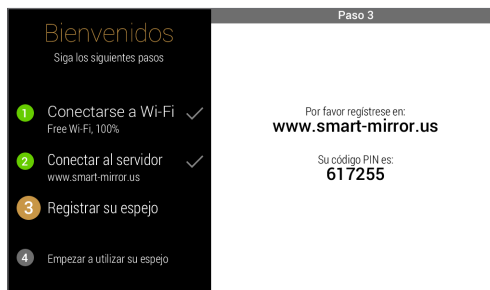 Bienvenidos
Siga los siguientes pasos
1 Conectarse a Wi-Fi
Free Wi-Fi, 100%
2 Conectar al servidor
www.smart-mirror.us
3 Registrar su espejo
4 Empezar a utilizar su espejo
Paso 3
Por favor regístrese en:
www.smart-mirror.us
Su código PIN es:
617255